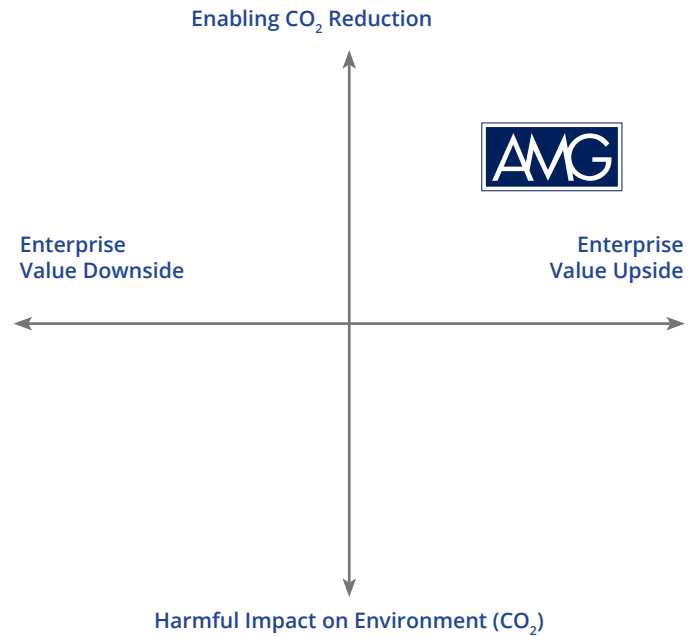 Enabling CO₂ Reduction
AMG
Enterprise
Value Downside
Enterprise
Value Upside
Harmful Impact on Environment (CO₂)